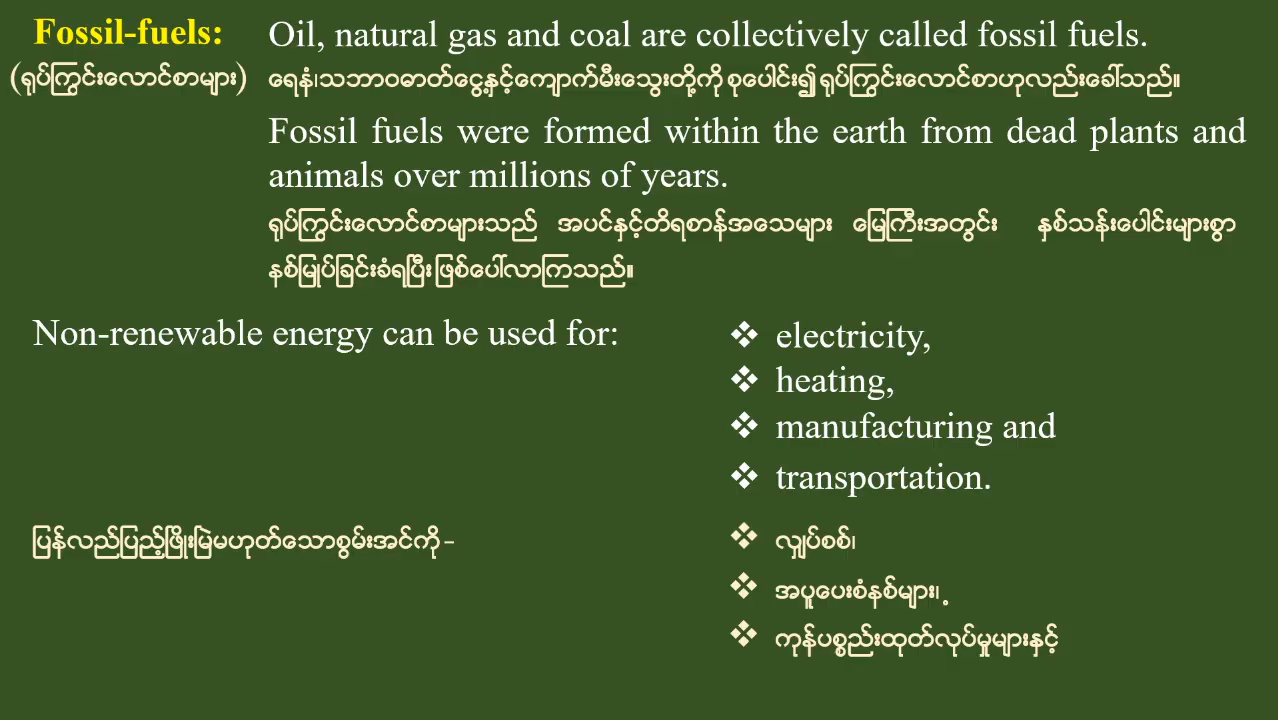 Fossil-fuels: Oil, natural gas and coal are collectively called fossil fuels.
(ရုပ်ကြွင်းလောင်စာများ) ရေနံ၊သဘာဝဓာတ်ငွေ့နှင့်ကျောက်မီးသွေးတို့ကို စုပေါင်း၍ ရုပ်ကြွင်းလောင်စာဟုလည်းခေါ်သည်။
Fossil fuels were formed within the earth from dead plants and
animals over millions of years.
ရုပ်ကြွင်းလောင်စာများသည် အပင်နှင့်တိရစာန်အသေများ မြေကြီးအတွင်း နှစ်သန်းပေါင်းများစွာ
နစ်မြုပ်ခြင်းခံရပြီး ဖြစ်ပေါ်လာကြသည်။
Non-renewable energy can be used for:
❖ electricity,
❖ heating,
❖ manufacturing and
❖ transportation.
ပြန်လည်ပြည့်ဖြိုးမြဲမဟုတ်သောစွမ်းအင်ကို -
❖ လျှပ်စစ်၊
❖ အပူပေးစံနစ်များ၊့
❖ ကုန်ပစ္စည်းထုတ်လုပ်မှုများနှင့်